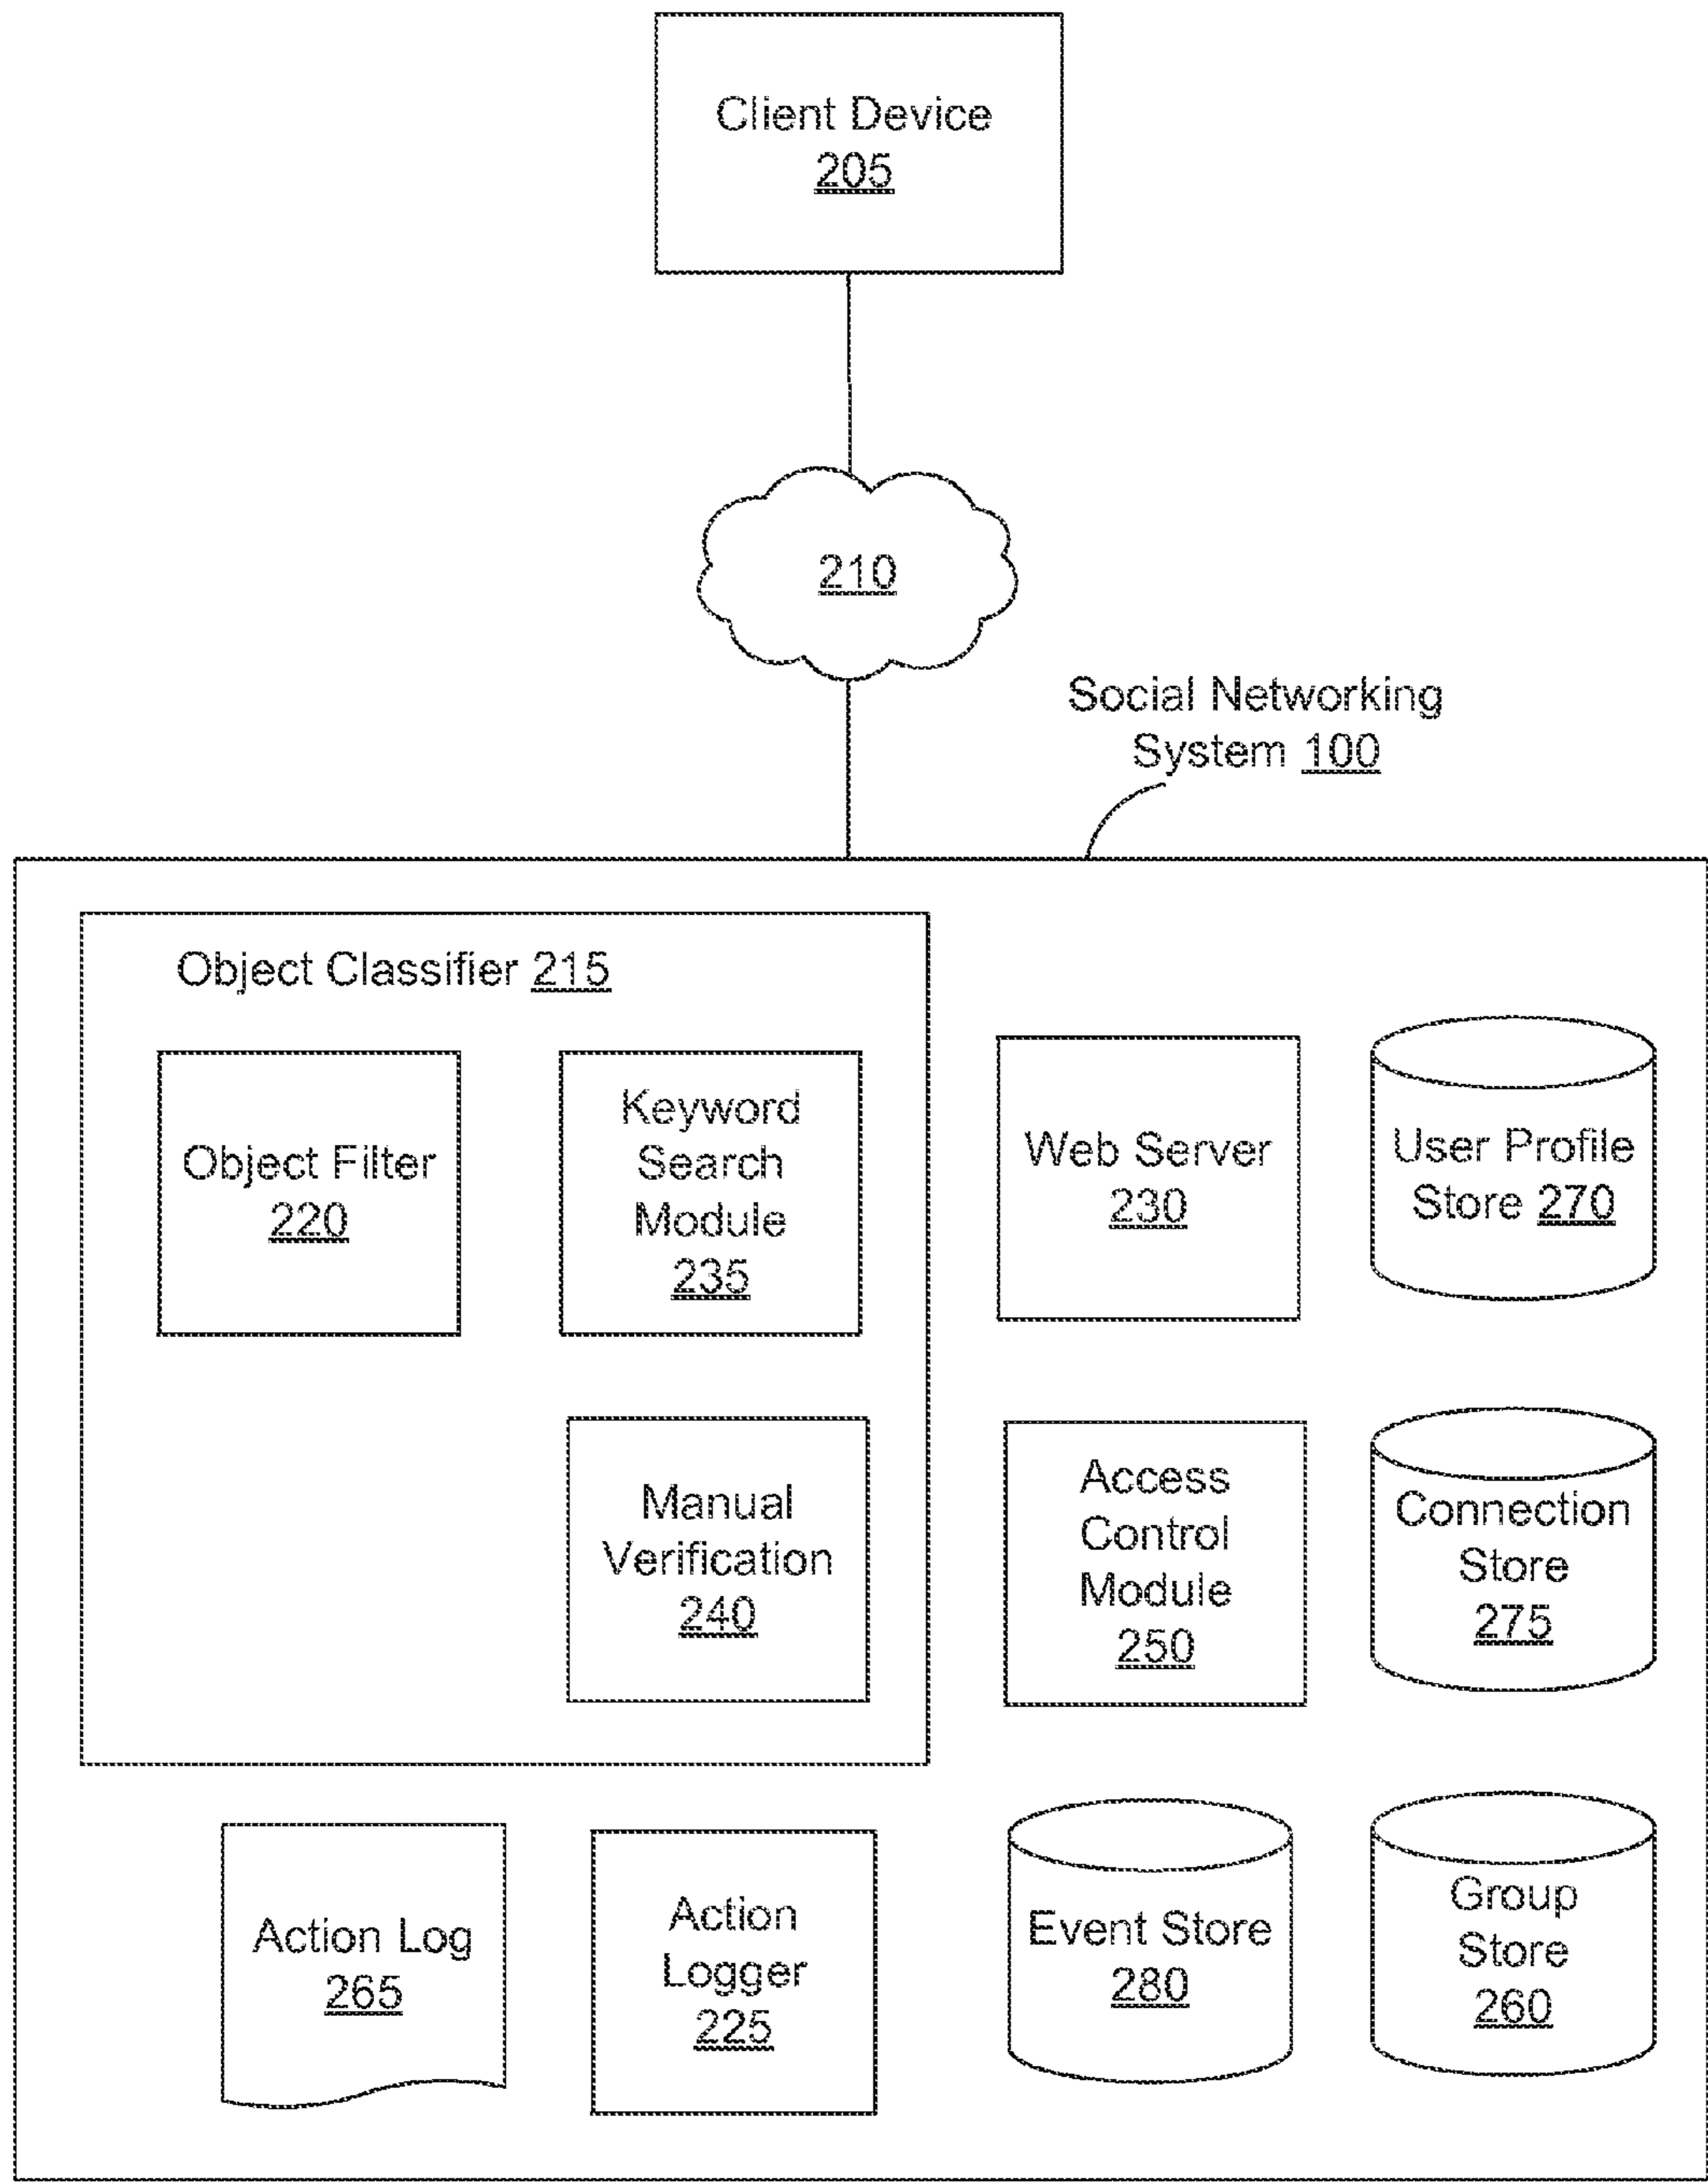 Client Device
205
210
Social Networking
System 100
Object Classifier 215
Object Filter
220
Keyword
Search
Module
235
Web Server
230
User Profile
Store 270
Manual
Verification
240
Access
Control
Module
250
Connection
Store
275
Action Log
265
Action
Logger
225
Event Store
280
Group
Store
260